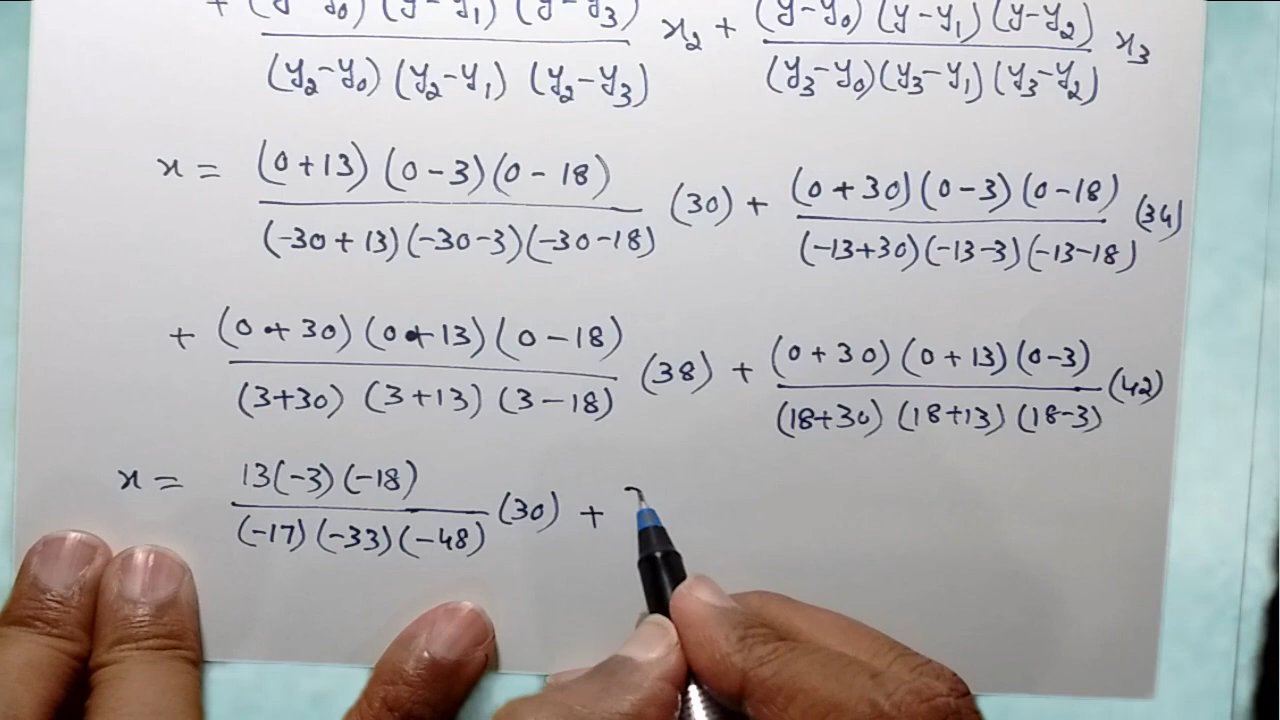 + (y-y₀) (y-y₁) (y-y₃) / (y₂-y₀) (y₂-y₁) (y₂-y₃) x₂ + (y-y₀) (y-y₁) (y-y₂) / (y₃-y₀)(y₃-y₁)(y₃-y₂) x₃
x = (0+13) (0-3)(0-18) / (-30+13)(-30-3)(-30-18) (30) + (0+30)(0-3)(0-18) / (-13+30)(-13-3)(-13-18) (34)
+ (0+30) (0+13) (0-18) / (3+30) (3+13) (3-18) (38) + (0+30) (0+13) (0-3) / (18+30) (18+13) (18-3) (42)
x = 13(-3)(-18) / (-17)(-33)(-48) (30) +